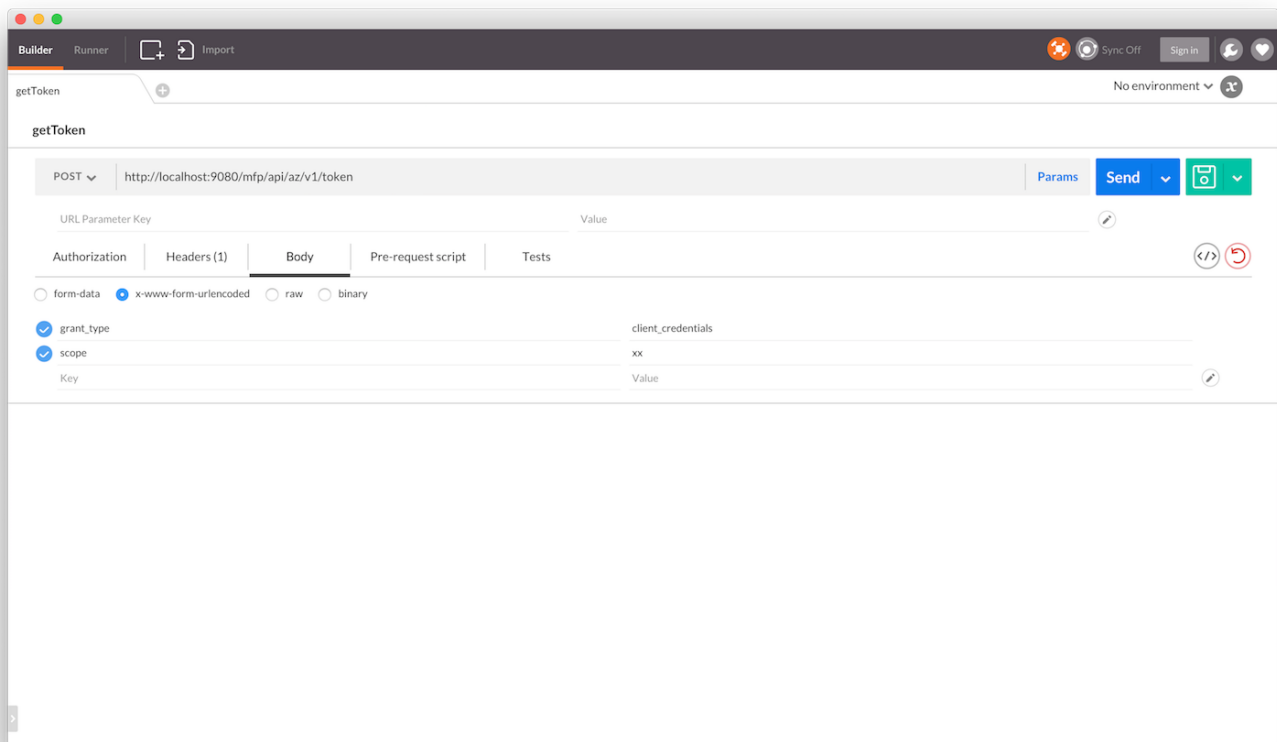 Builder Runner Import Sync Off Sign in
getToken No environment
getToken
POST http://localhost:9080/mfp/api/az/v1/token Params Send
URL Parameter Key Value
Authorization Headers (1) Body Pre-request script Tests
form-data x-www-form-urlencoded raw binary
grant_type client_credentials
scope xx
Key Value